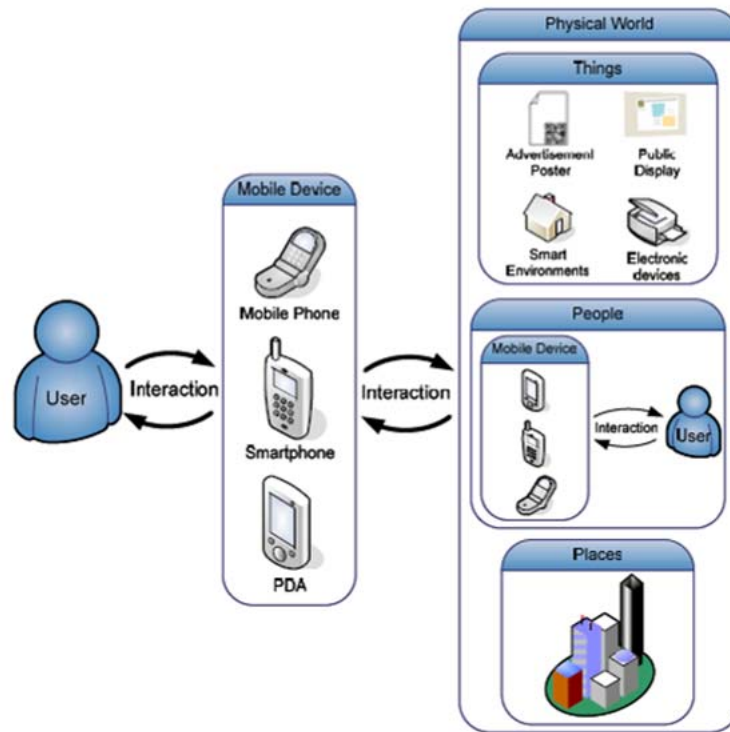 Physical World
Things
Advertisement
Poster
Public
Display
Smart
Environments
Electronic
devices
Mobile Device
Mobile Phone
Smartphone
PDA
User
Interaction
Interaction
People
Mobile Device
Interaction
User
Places